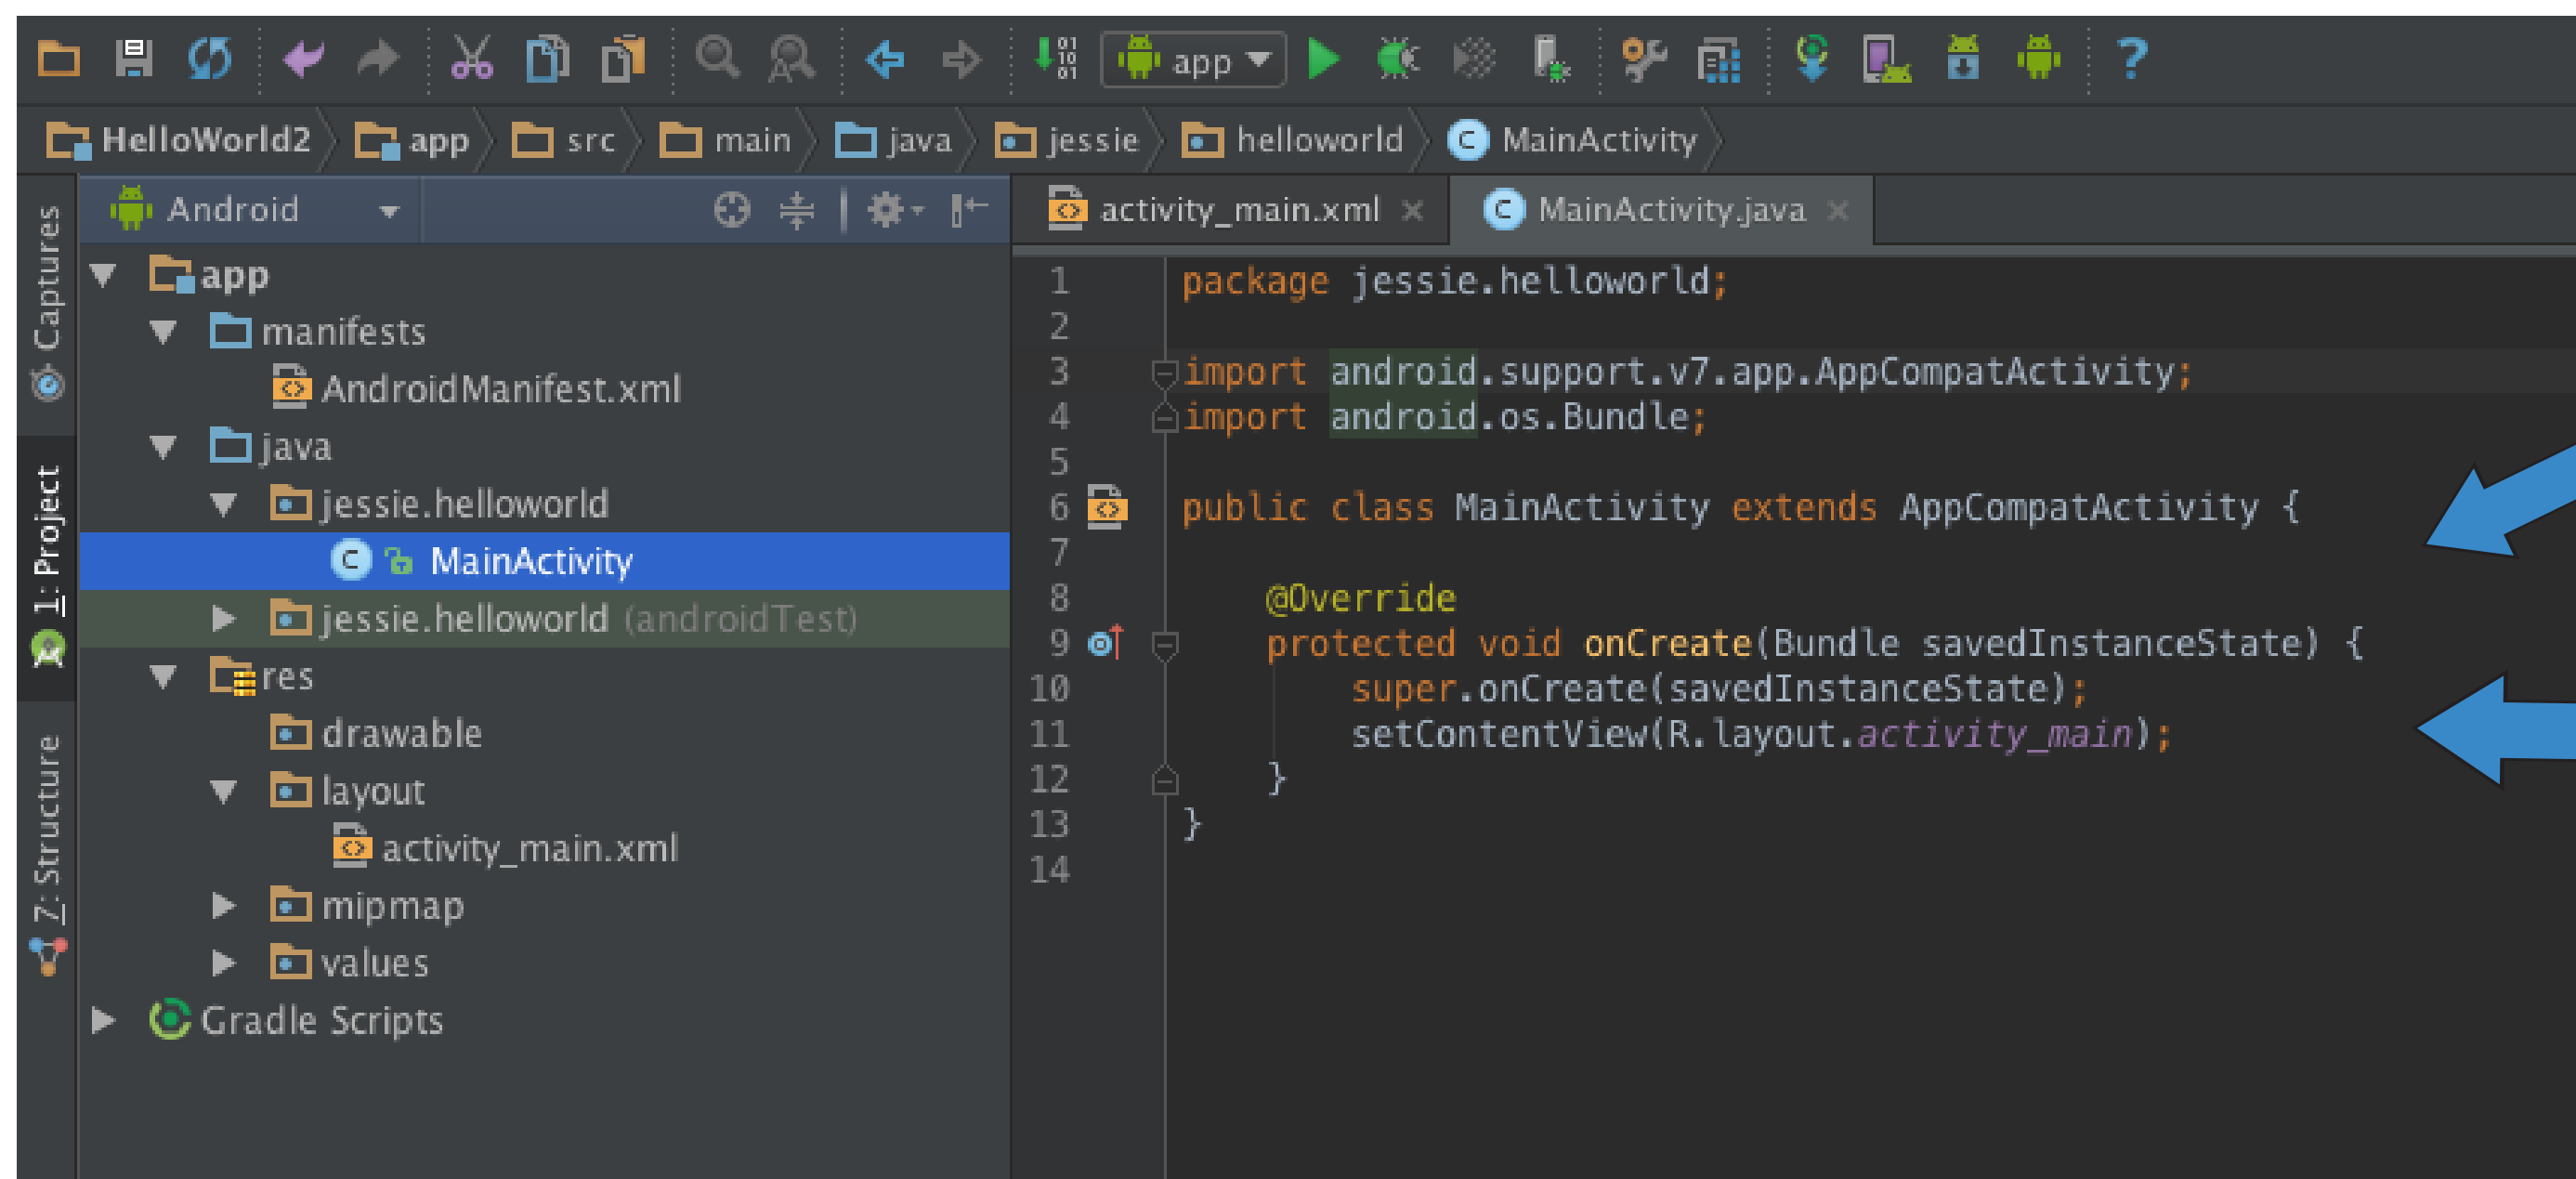 app
HelloWorld2 app src main java jessie helloworld MainActivity
Captures
1: Project
7: Structure
Android
app
manifests
AndroidManifest.xml
java
jessie.helloworld
MainActivity
jessie.helloworld (androidTest)
res
drawable
layout
activity_main.xml
mipmap
values
Gradle Scripts
activity_main.xml MainActivity.java
1 package jessie.helloworld;
2
3 import android.support.v7.app.AppCompatActivity;
4 import android.os.Bundle;
5
6 public class MainActivity extends AppCompatActivity {
7
8 @Override
9 protected void onCreate(Bundle savedInstanceState) {
10 super.onCreate(savedInstanceState);
11 setContentView(R.layout.activity_main);
12 }
13 }
14